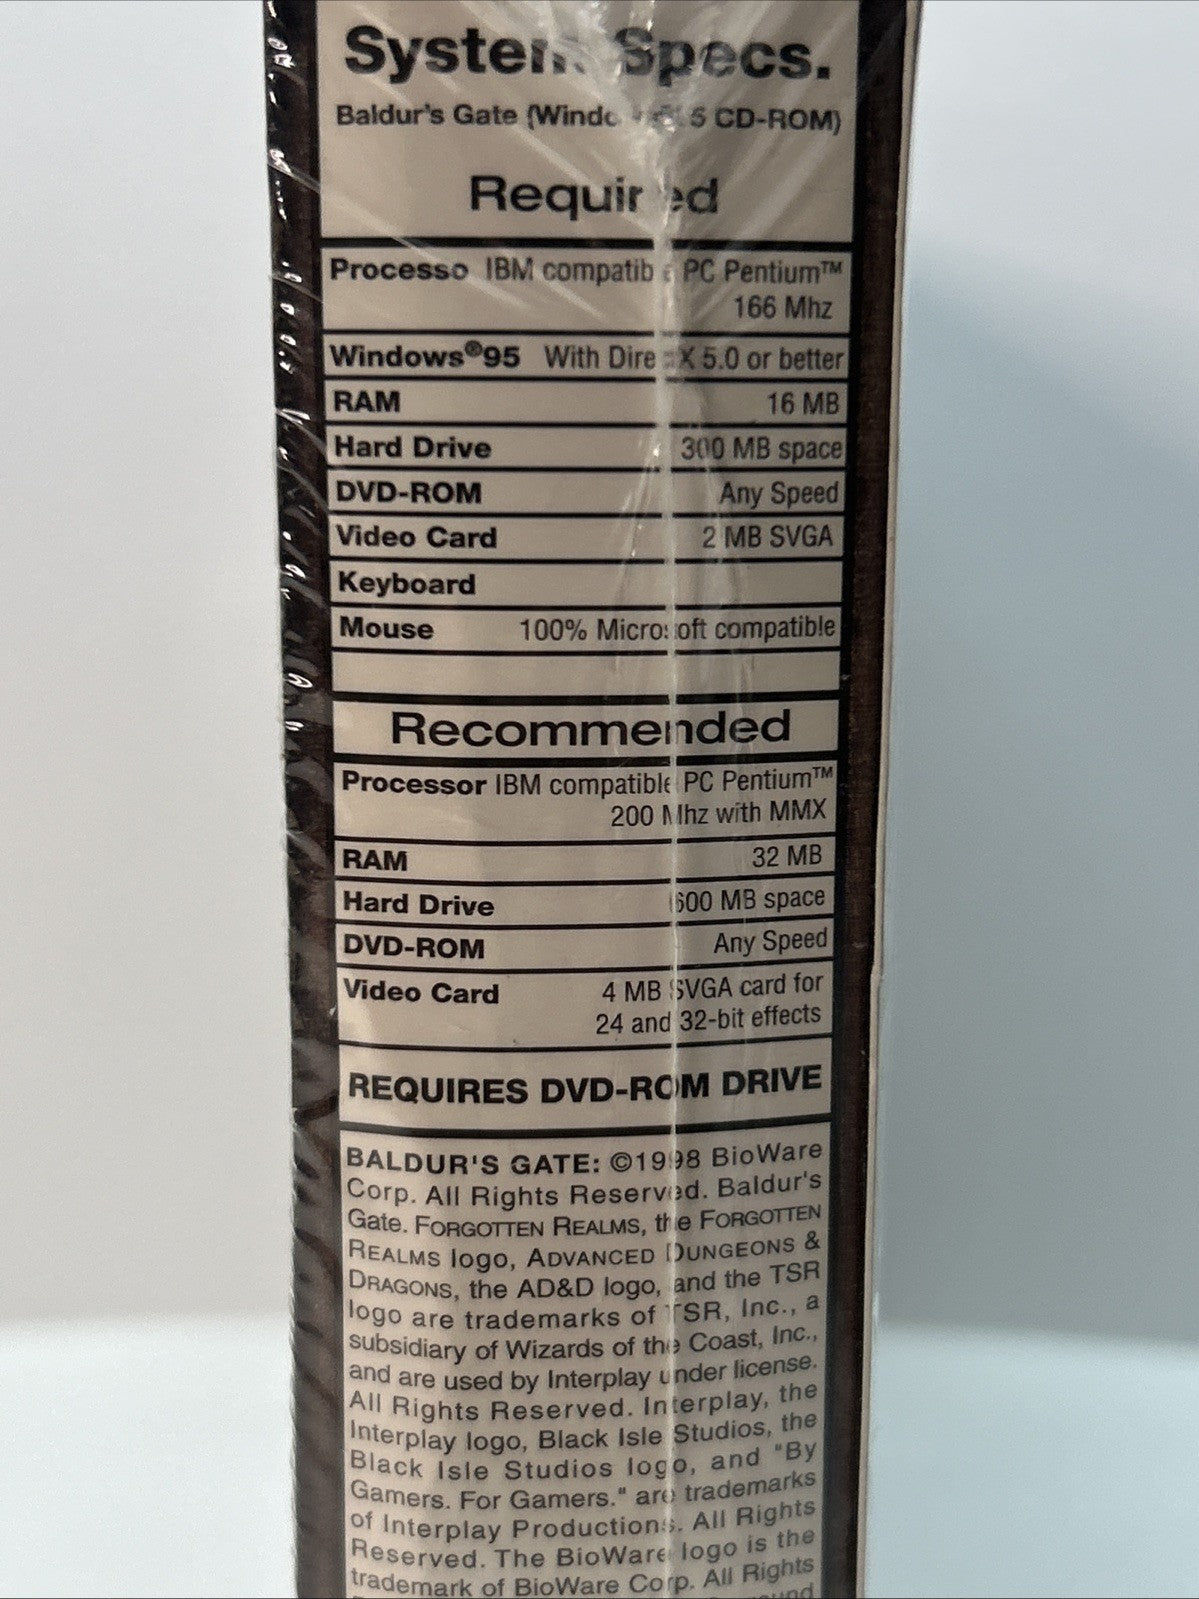 System Specs.
Baldur's Gate (Windo 5 CD-ROM)
Required
Processo IBM compatible PC Pentium™
166 Mhz
Windows®95 With DirectX 5.0 or better
RAM 16 MB
Hard Drive 300 MB space
DVD-ROM Any Speed
Video Card 2 MB SVGA
Keyboard
Mouse 100% Microsoft compatible
Recommended
Processor IBM compatible PC Pentium™
200 Mhz with MMX
RAM 32 MB
Hard Drive 600 MB space
DVD-ROM Any Speed
Video Card 4 MB SVGA card for
24 and 32-bit effects
REQUIRES DVD-ROM DRIVE
BALDUR'S GATE: ©1998 BioWare
Corp. All Rights Reserved. Baldur's
Gate. FORGOTTEN REALMS, the FORGOTTEN
REALMS logo, ADVANCED DUNGEONS &
DRAGONS, the AD&D logo, and the TSR
logo are trademarks of TSR, Inc., a
subsidiary of Wizards of the Coast, Inc.,
and are used by Interplay under license.
All Rights Reserved. Interplay, the
Interplay logo, Black Isle Studios, the
Black Isle Studios logo, and "By
Gamers. For Gamers." are trademarks
of Interplay Productions. All Rights
Reserved. The BioWare logo is the
trademark of BioWare Corp. All Rights